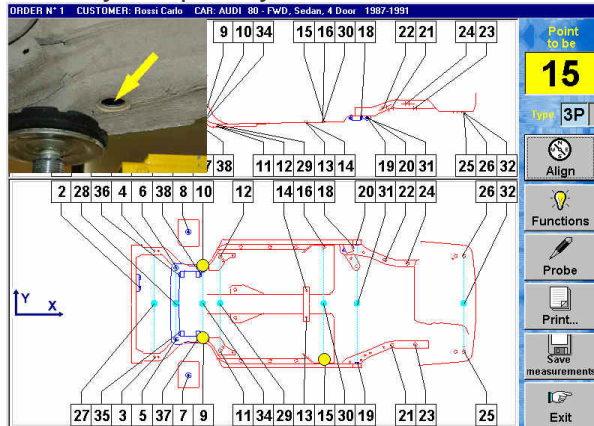 ORDER N° 1 CUSTOMER: Rossi Carlo CAR: AUDI 80 - FWD, Sedan, 4 Door 1987-1991
Point
to be
15
Type 3P
9 10 34 15 16 30 18 22 21 24 23
7 38 11 12 29 13 14 19 20 31 25 26 32
2 28 36 4 6 38 8 10 12 14 16 18 20 31 22 24 26 32
Y
X
27 35 3 5 37 7 9 11 34 29 13 15 30 19 21 23 25
Align
Functions
Probe
Print...
Save
measurements
Exit